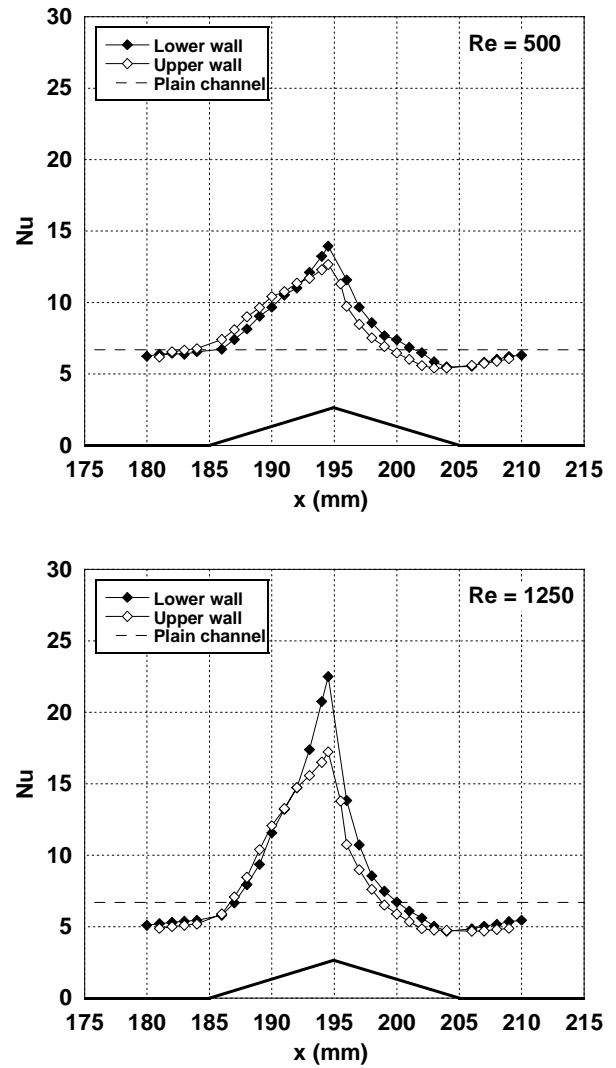 30
Re = 500
Lower wall
Upper wall
Plain channel
25
20
Nu
15
10
5
0
175 180 185 190 195 200 205 210 215
x (mm)
30
Re = 1250
Lower wall
Upper wall
Plain channel
25
20
Nu
15
10
5
0
175 180 185 190 195 200 205 210 215
x (mm)